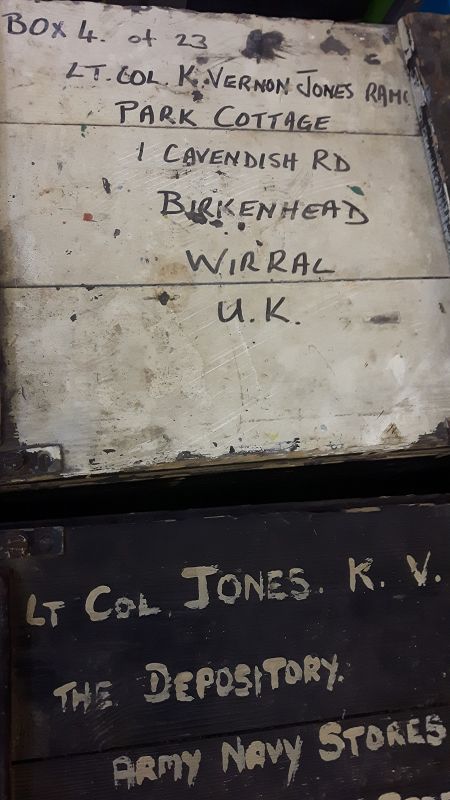 BOX 4. of 23
LT. COL K. VERNON JONES RAMC
PARK COTTAGE
1 CAVENDISH RD
BIRKENHEAD
WIRRAL
U.K.
LT COL JONES. K. V.
THE DEPOSITORY.
ARMY NAVY STORES